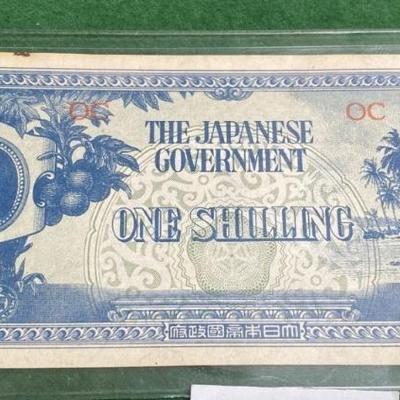 OC OC
THE JAPANESE
GOVERNMENT
ONE SHILLING
大日本帝國政府